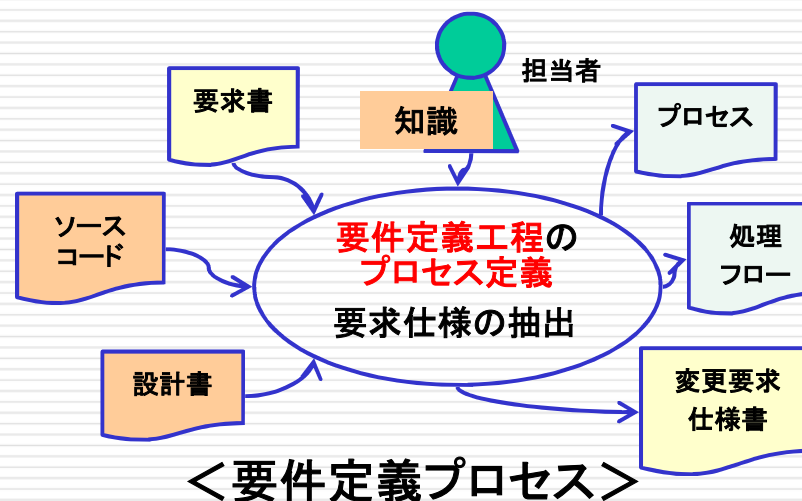 担当者
要求書
知識
プロセス
ソース
コード
要件定義工程の
プロセス定義
要求仕様の抽出
処理
フロー
設計書
変更要求
仕様書
＜要件定義プロセス＞